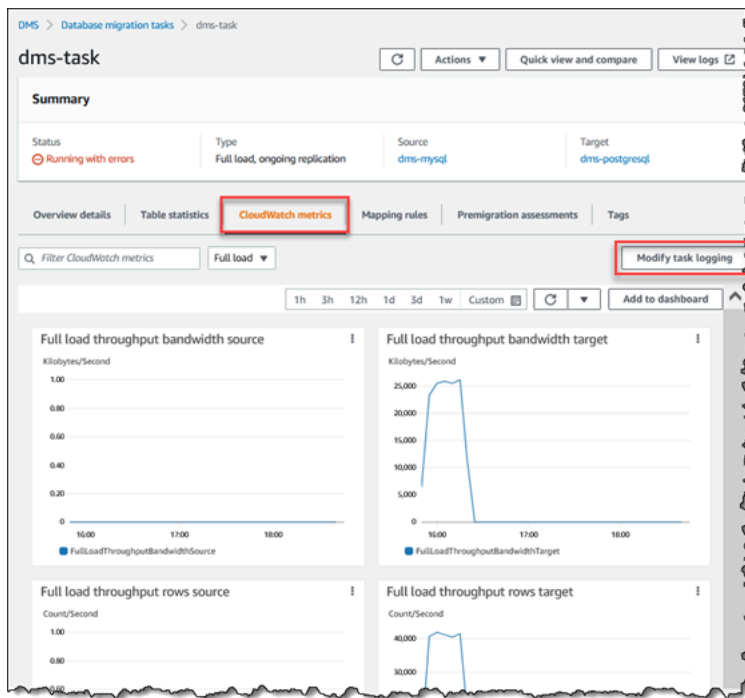 DMS > Database migration tasks > dms-task
dms-task
Actions
Quick view and compare
View logs
Summary
Status
Type
Source
Target
Running with errors
Full load, ongoing replication
dms-mysql
dms-postgresql
Overview details
Table statistics
CloudWatch metrics
Mapping rules
Premigration assessments
Tags
Filter CloudWatch metrics
Full load
Modify task logging
1h 3h 12h 1d 3d 1w Custom
Add to dashboard
Full load throughput bandwidth source
Kilobytes/Second
1.00
0.80
0.60
0.40
0.20
0
16:00 17:00 18:00
FullLoadThroughputBandwidthSource
Full load throughput bandwidth target
Kilobytes/Second
25,000
20,000
15,000
10,000
5,000
0
16:00 17:00 18:00
FullLoadThroughputBandwidthTarget
Full load throughput rows source
Count/Second
1.00
0.80
0.60
Full load throughput rows target
Count/Second
40,000
30,000